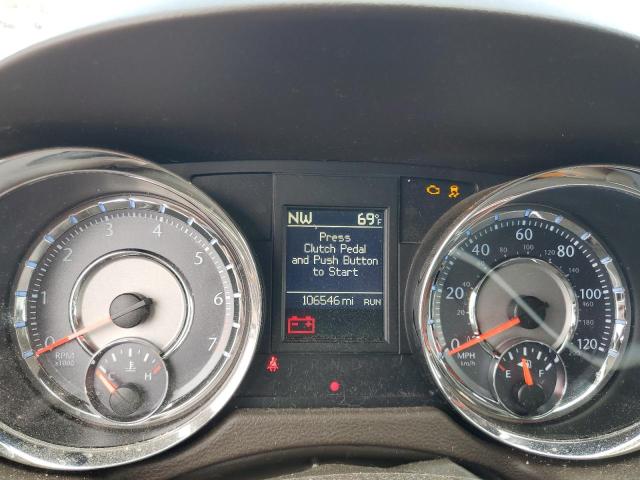 NW 69°F
Press
Clutch Pedal
and Push Button
to Start
106546 mi RUN
0 1 2 3 4 5 6 7
RPM
x1000
C H
0 20 40 60 80 100 120
MPH
km/h
E F